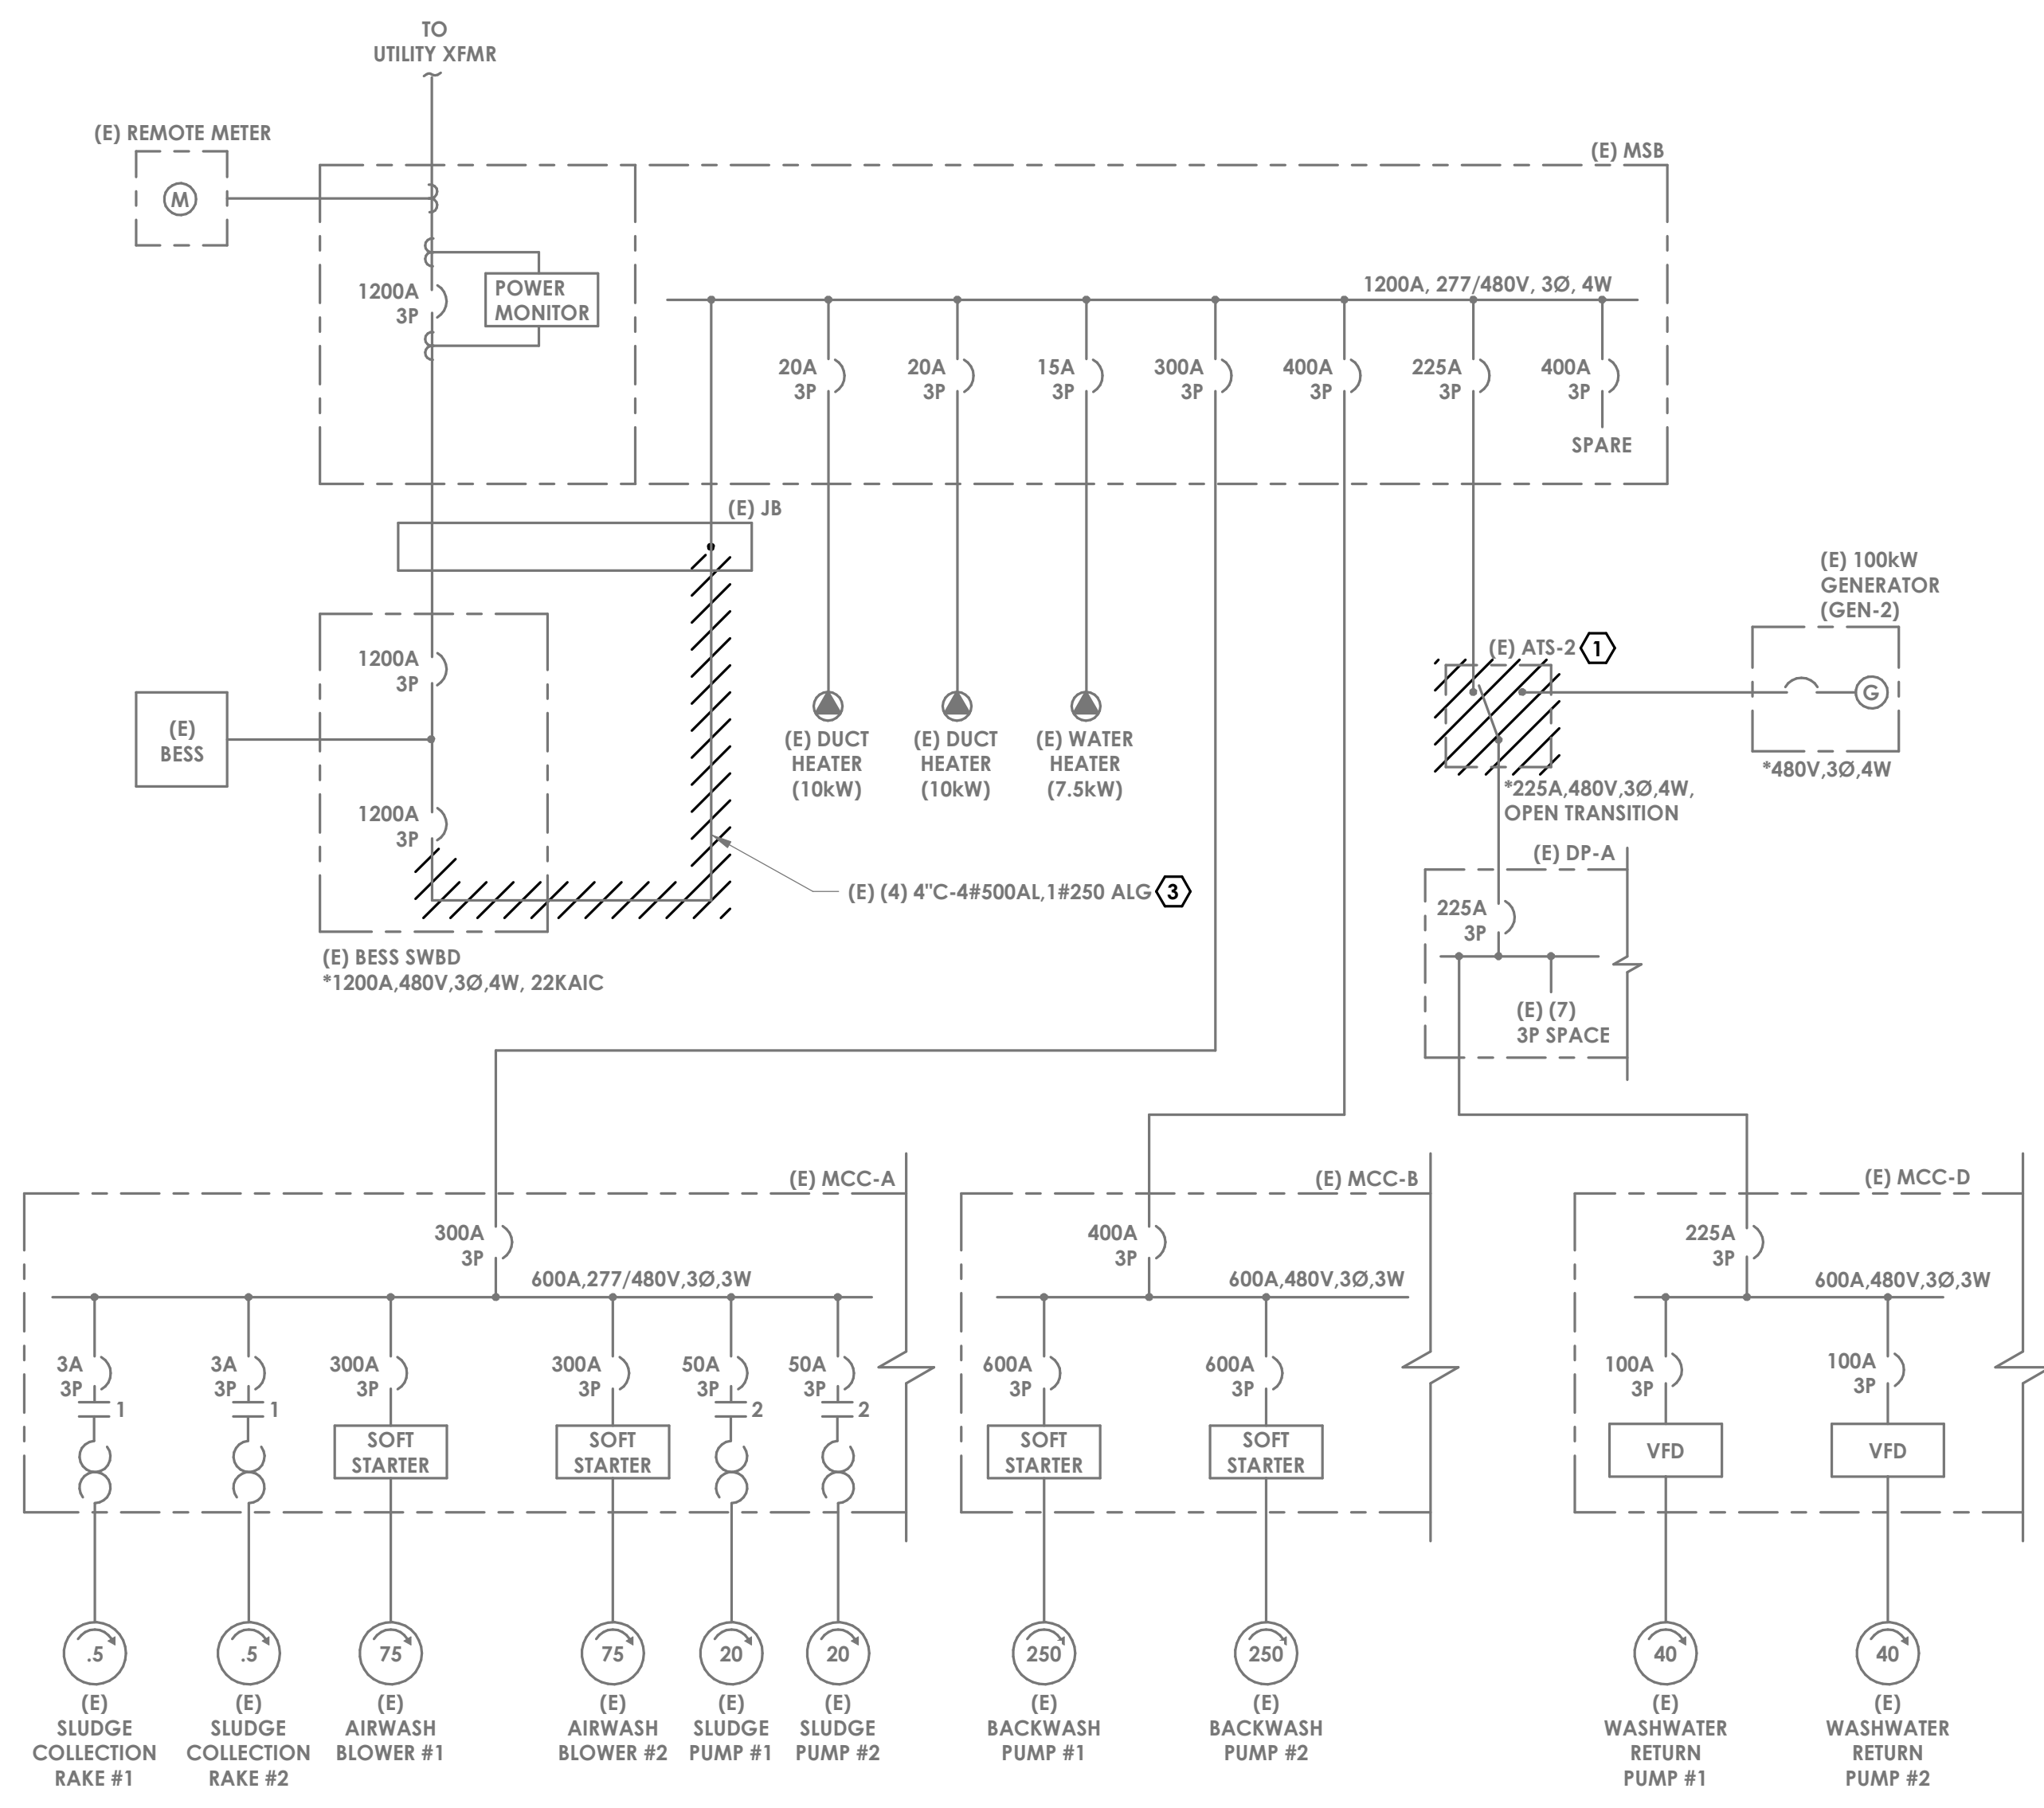 TO
UTILITY XFMR
(E) REMOTE METER
M
(E) MSB
1200A
3P
POWER
MONITOR
1200A, 277/480V, 3Ø, 4W
20A
3P
20A
3P
15A
3P
300A
3P
400A
3P
225A
3P
400A
3P
SPARE
(E) JB
(E) 100kW
GENERATOR
(GEN-2)
G
*480V,3Ø,4W
(E) ATS-2
1
*225A,480V,3Ø,4W,
OPEN TRANSITION
1200A
3P
(E)
BESS
1200A
3P
(E) BESS SWBD
*1200A,480V,3Ø,4W, 22KAIC
(E) DUCT
HEATER
(10kW)
(E) DUCT
HEATER
(10kW)
(E) WATER
HEATER
(7.5kW)
(E) (4) 4"C-4#500AL,1#250 ALG
3
(E) DP-A
225A
3P
(E) (7)
3P SPACE
(E) MCC-A
300A
3P
600A,277/480V,3Ø,3W
3A
3P
1
3A
3P
1
300A
3P
SOFT
STARTER
300A
3P
SOFT
STARTER
50A
3P
2
50A
3P
2
(E) MCC-B
400A
3P
600A,480V,3Ø,3W
600A
3P
SOFT
STARTER
600A
3P
SOFT
STARTER
(E) MCC-D
225A
3P
600A,480V,3Ø,3W
100A
3P
VFD
100A
3P
VFD
.5
(E)
SLUDGE
COLLECTION
RAKE #1
.5
(E)
SLUDGE
COLLECTION
RAKE #2
75
(E)
AIRWASH
BLOWER #1
75
(E)
AIRWASH
BLOWER #2
20
(E)
SLUDGE
PUMP #1
20
(E)
SLUDGE
PUMP #2
250
(E)
BACKWASH
PUMP #1
250
(E)
BACKWASH
PUMP #2
40
(E)
WASHWATER
RETURN
PUMP #1
40
(E)
WASHWATER
RETURN
PUMP #2